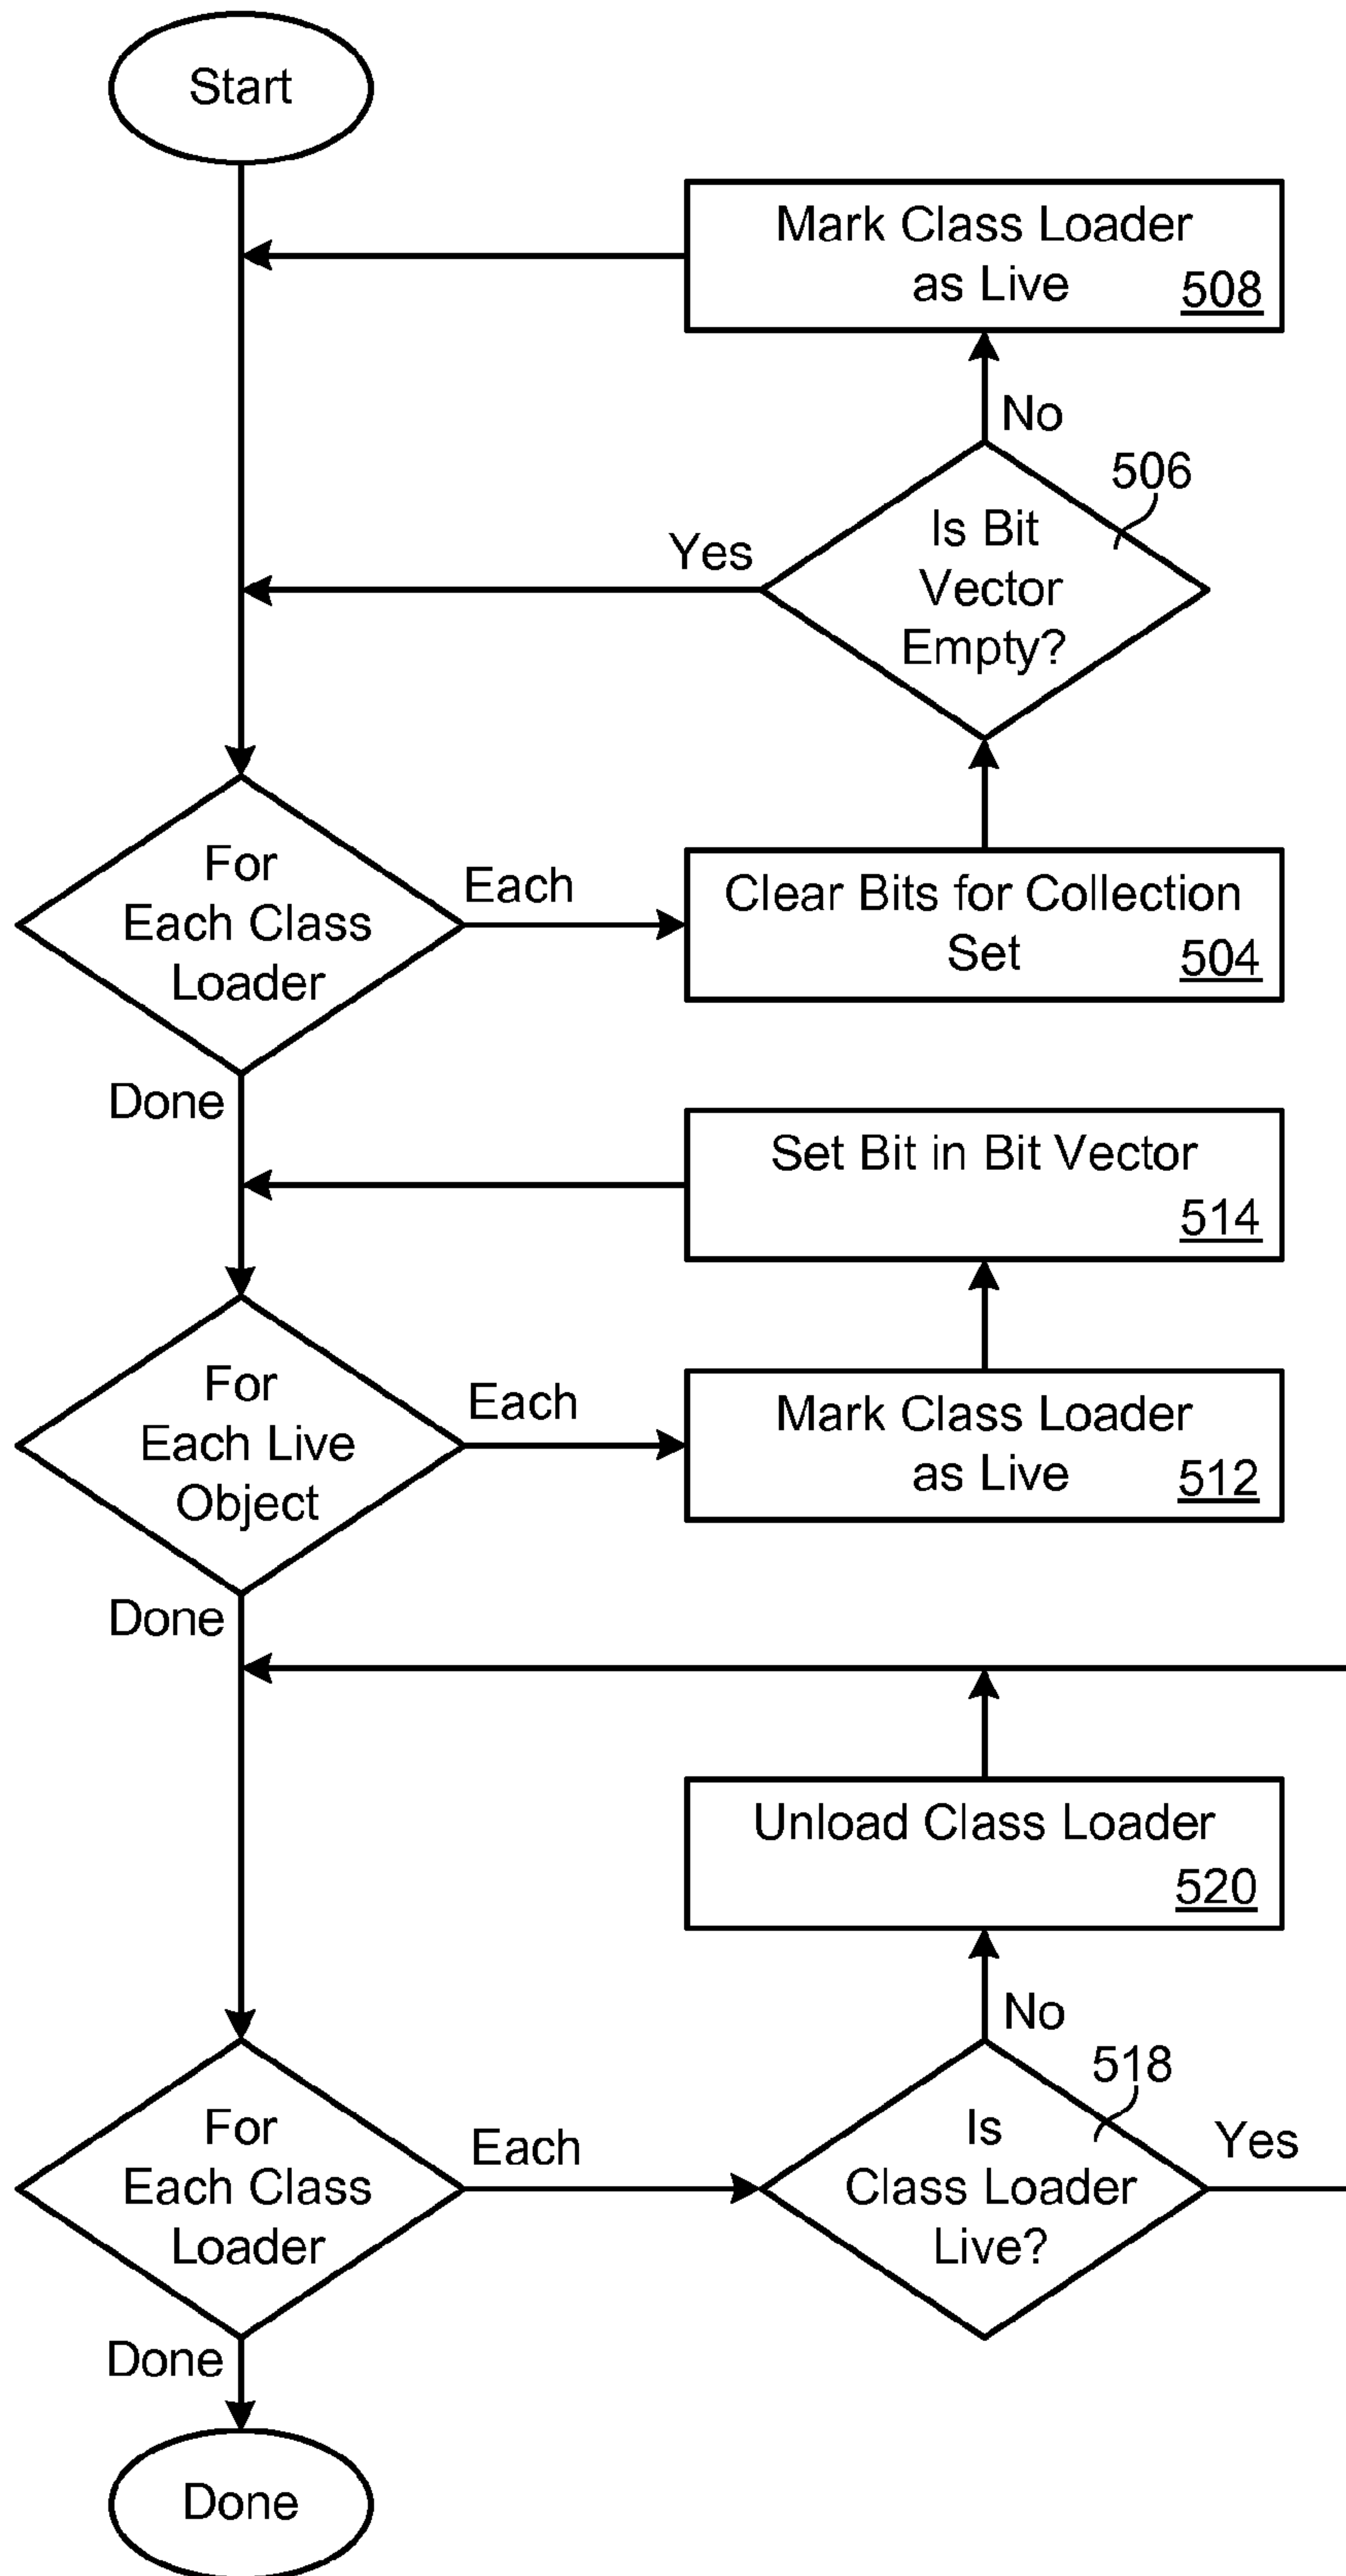 Start
Mark Class Loader
as Live
508
No
506
Is Bit
Vector
Empty?
Yes
For
Each Class
Loader
Each
Clear Bits for Collection
Set
504
Done
Set Bit in Bit Vector
514
For
Each Live
Object
Each
Mark Class Loader
as Live
512
Done
Unload Class Loader
520
No
518
For
Each Class
Loader
Each
Is
Class Loader
Live?
Yes
Done
Done